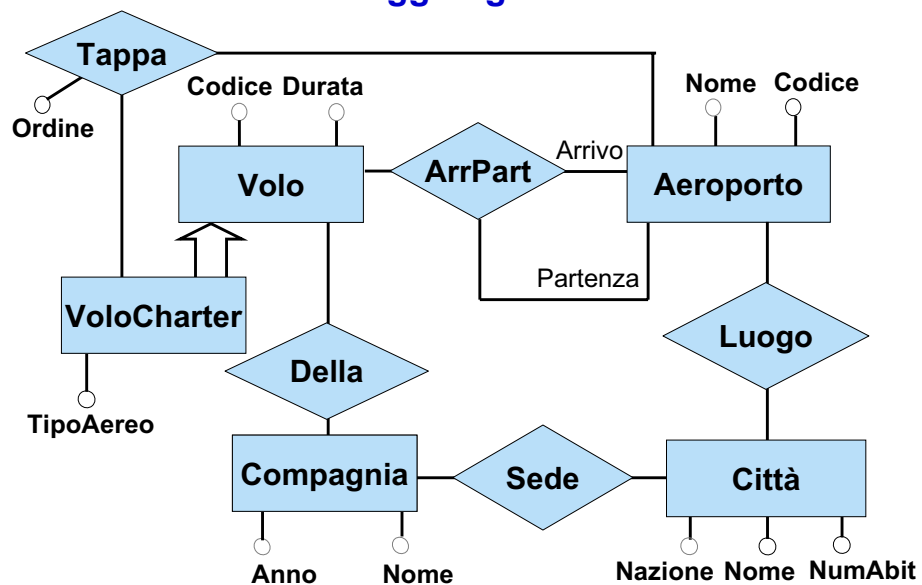 Tappa
Codice Durata
Nome Codice
Ordine
Volo
ArrPart
Arrivo
Aeroporto
Partenza
VoloCharter
Della
Luogo
TipoAereo
Compagnia
Sede
Città
Anno
Nome
Nazione Nome NumAbit